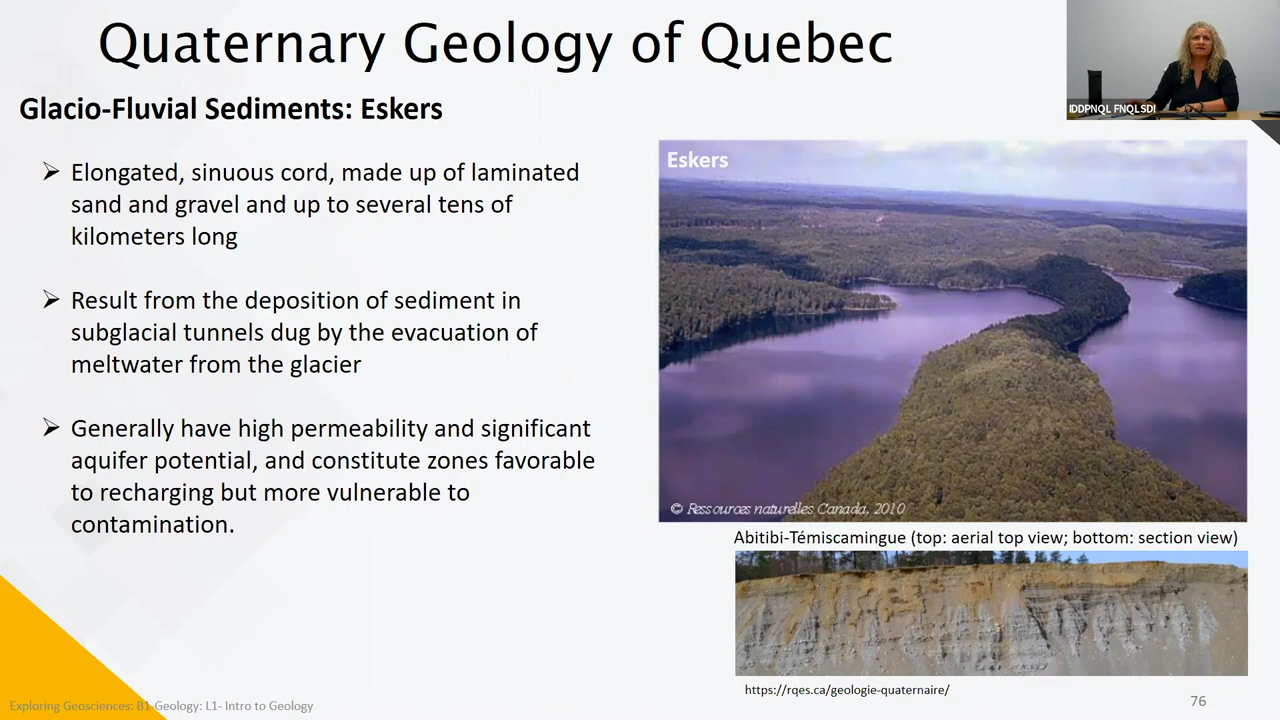 Quaternary Geology of Quebec
IDDPNQL FNQLSDI
Glacio-Fluvial Sediments: Eskers
➢ Elongated, sinuous cord, made up of laminated
sand and gravel and up to several tens of
kilometers long
➢ Result from the deposition of sediment in
subglacial tunnels dug by the evacuation of
meltwater from the glacier
➢ Generally have high permeability and significant
aquifer potential, and constitute zones favorable
to recharging but more vulnerable to
contamination.
Eskers
© Ressources naturelles Canada, 2010
Abitibi-Témiscamingue (top: aerial top view; bottom: section view)
https://rqes.ca/geologie-quaternaire/
Exploring Geosciences: B1-Geology: L1- Intro to Geology
76